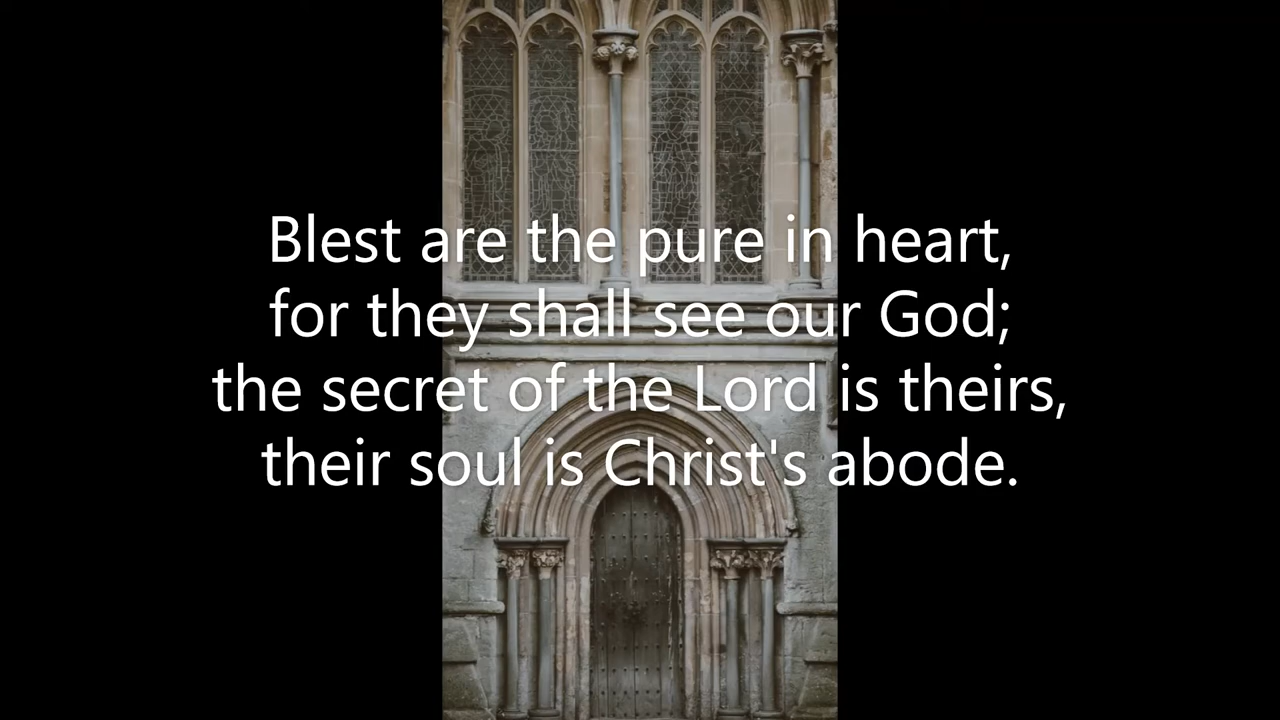 Blest are the pure in heart,
for they shall see our God;
the secret of the Lord is theirs,
their soul is Christ's abode.